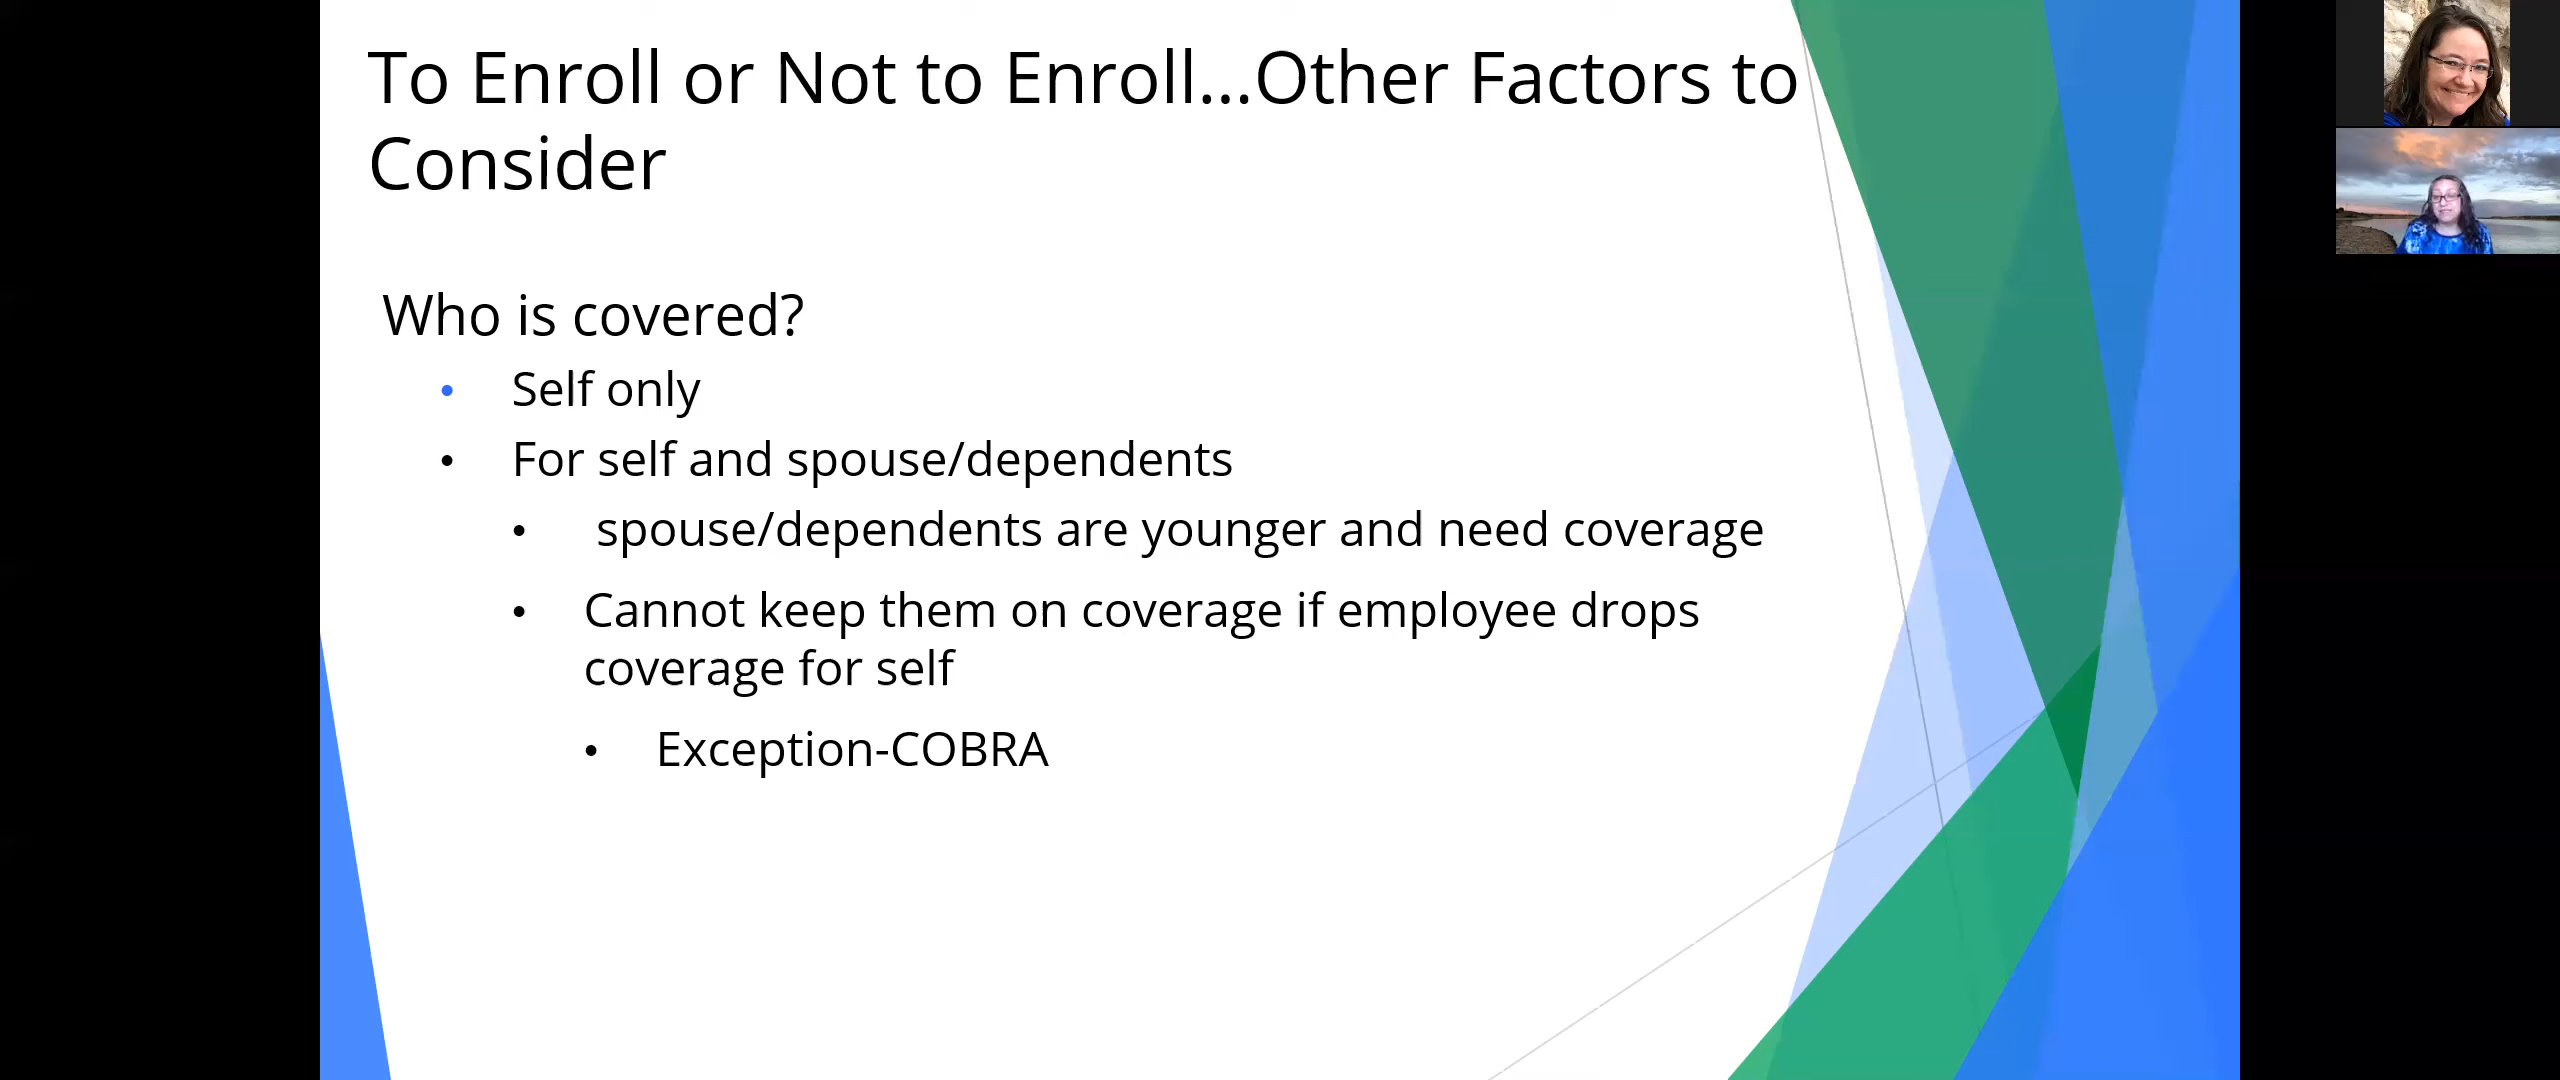 To Enroll or Not to Enroll...Other Factors to
Consider
Who is covered?
• Self only
• For self and spouse/dependents
• spouse/dependents are younger and need coverage
• Cannot keep them on coverage if employee drops
coverage for self
• Exception-COBRA